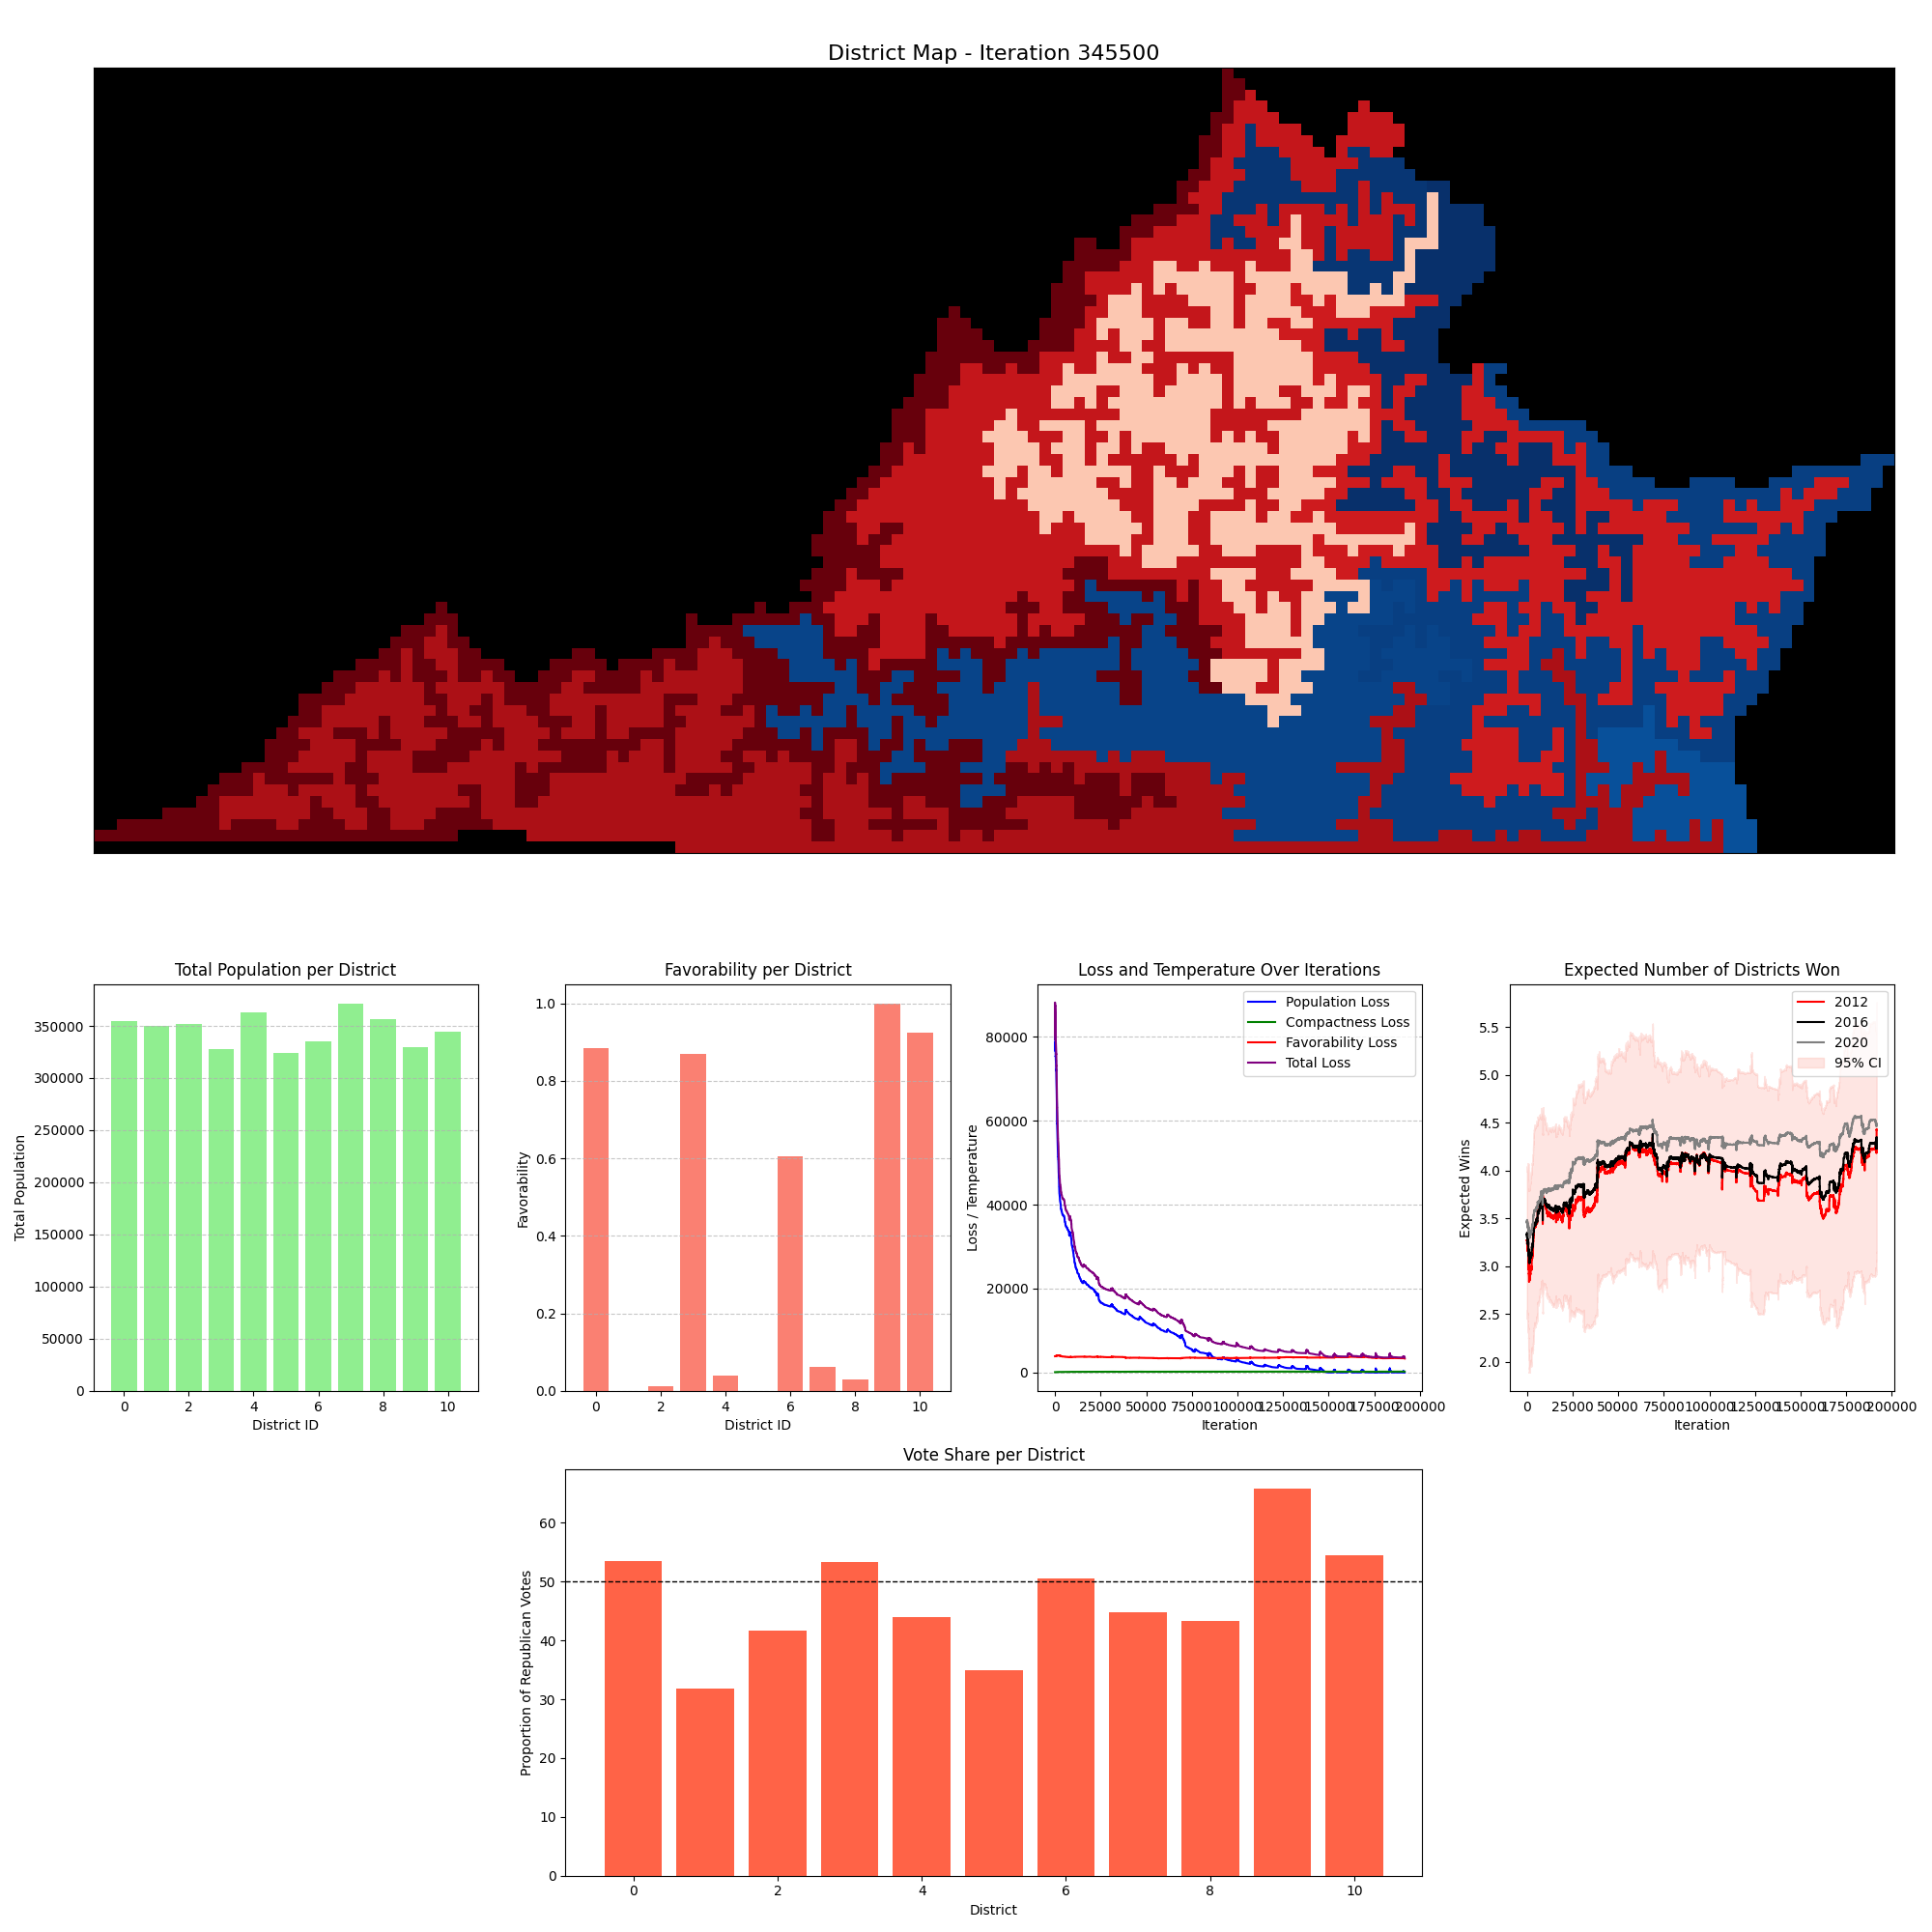 District Map - Iteration 345500
Total Population per District
Total Population
350000
300000
250000
200000
150000
100000
50000
0
0 2 4 6 8 10
District ID
Favorability per District
Favorability
1.0
0.8
0.6
0.4
0.2
0.0
0 2 4 6 8 10
District ID
Loss and Temperature Over Iterations
Loss / Temperature
80000
60000
40000
20000
0
Population Loss
Compactness Loss
Favorability Loss
Total Loss
0 25000 50000 75000 100000 125000 150000 175000 200000
Iteration
Expected Number of Districts Won
Expected Wins
5.5
5.0
4.5
4.0
3.5
3.0
2.5
2.0
2012
2016
2020
95% CI
0 25000 50000 75000 100000 125000 150000 175000 200000
Iteration
Vote Share per District
Proportion of Republican Votes
60
50
40
30
20
10
0
0 2 4 6 8 10
District